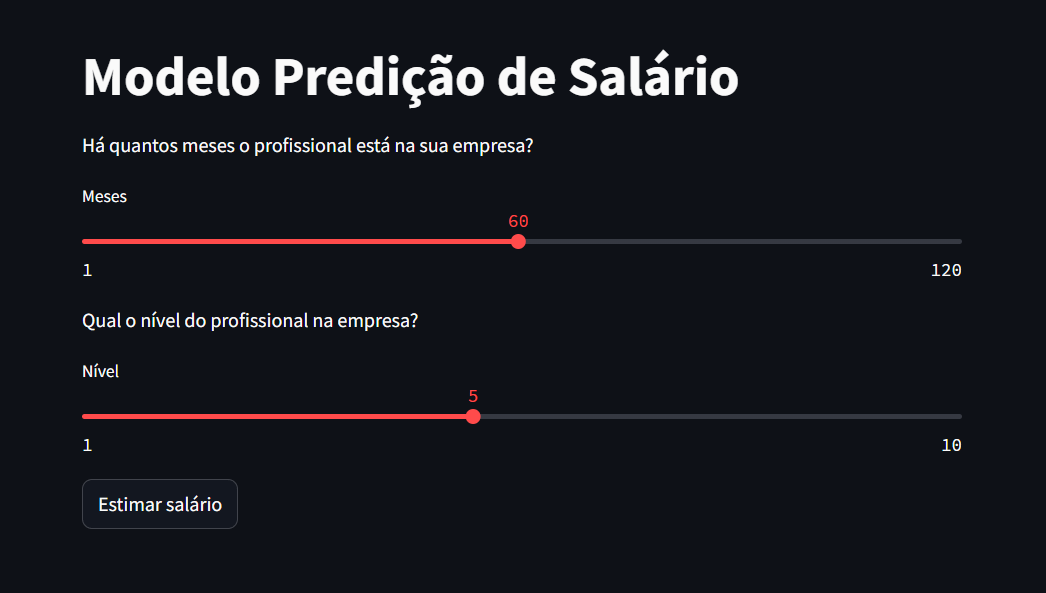 Modelo Predição de Salário
Há quantos meses o profissional está na sua empresa?
Meses
60
1 120
Qual o nível do profissional na empresa?
Nível
5
1 10
Estimar salário